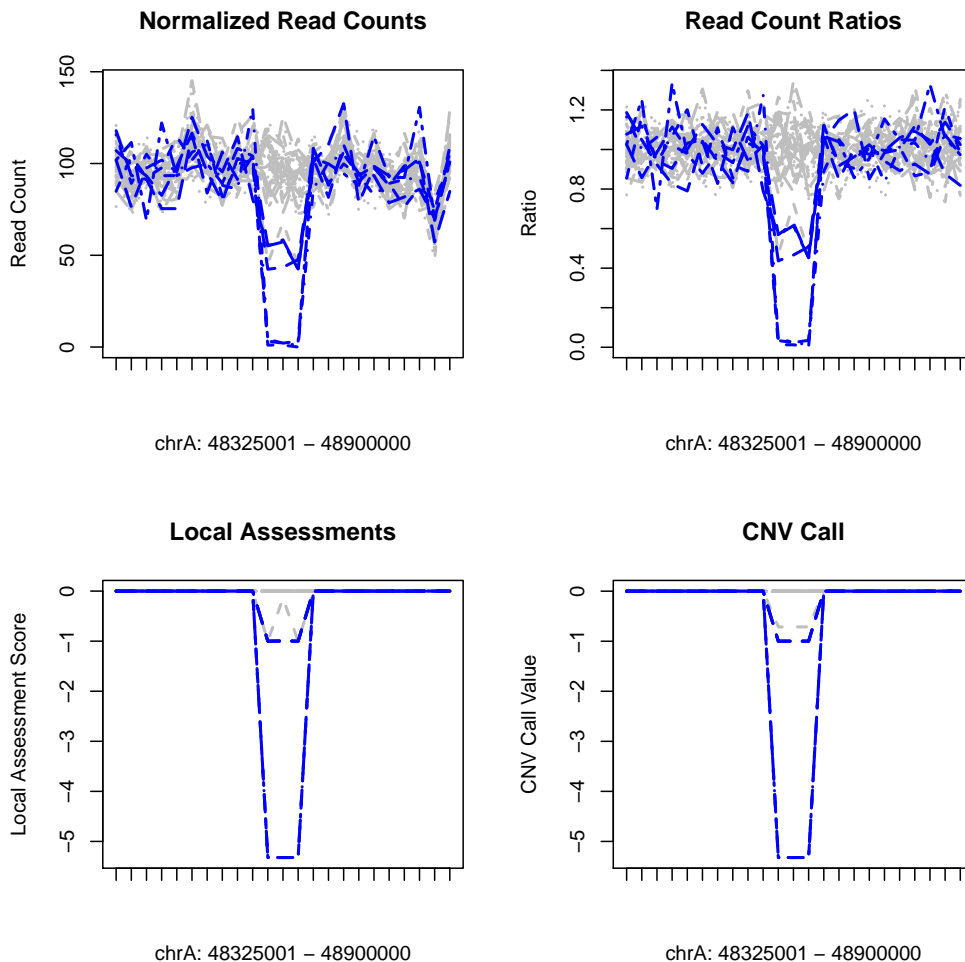 Normalized Read Counts
Read Count
150
100
50
0
chrA: 48325001 – 48900000
Read Count Ratios
Ratio
1.2
0.8
0.4
0.0
chrA: 48325001 – 48900000
Local Assessments
Local Assessment Score
0
−1
−2
−3
−4
−5
chrA: 48325001 – 48900000
CNV Call
CNV Call Value
0
−1
−2
−3
−4
−5
chrA: 48325001 – 48900000